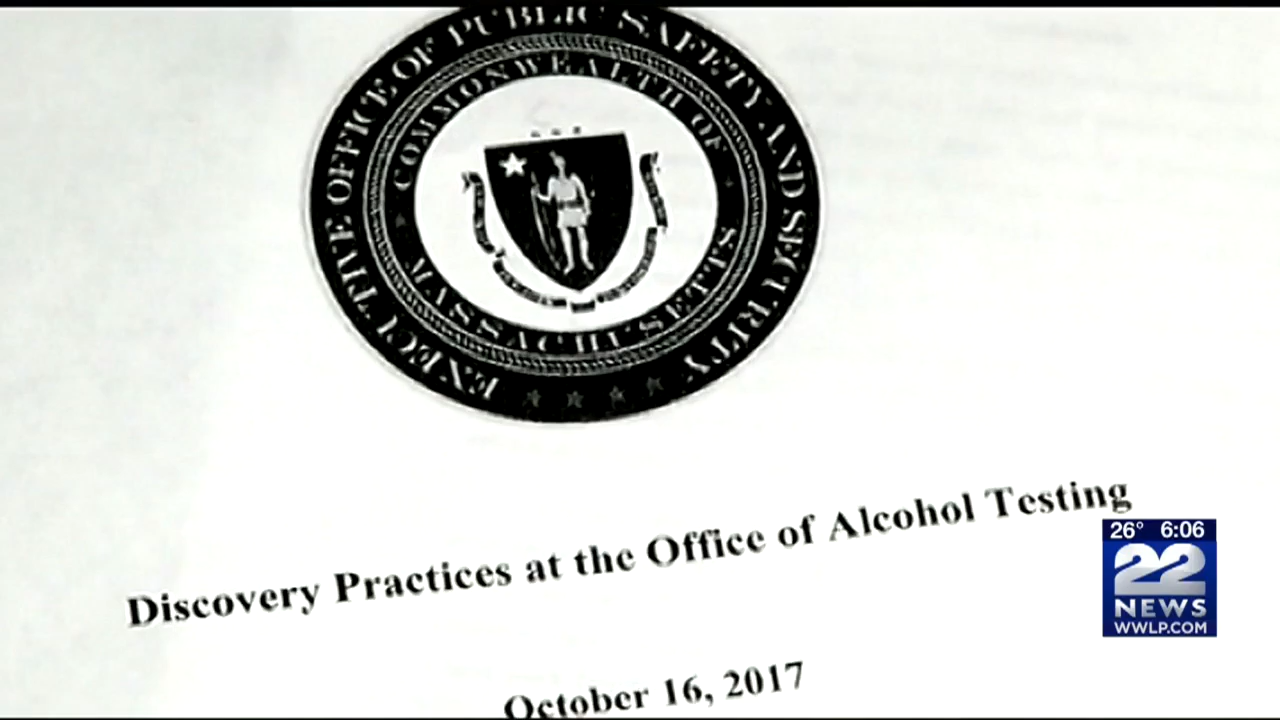 EXECUTIVE OFFICE OF PUBLIC SAFETY AND SECURITY
COMMONWEALTH OF MASSACHUSETTS
Discovery Practices at the Office of Alcohol Testing
October 16, 2017
26° 6:06
22
NEWS
WWLP.COM